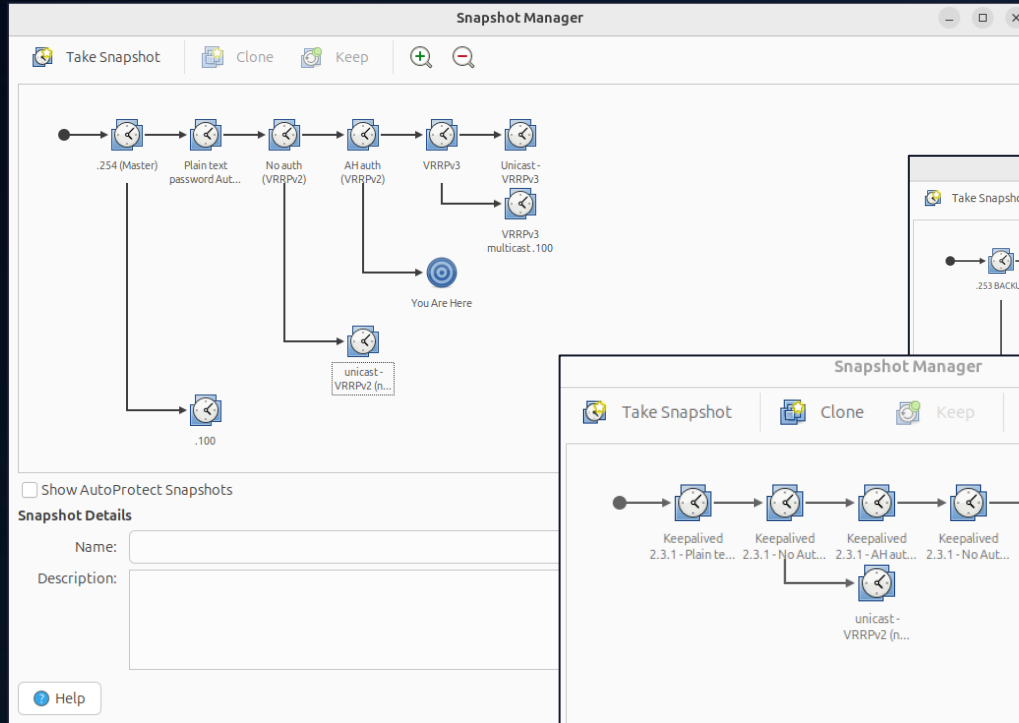 Snapshot Manager
Take Snapshot
Clone
Keep
.254 (Master)
Plain text
password Aut...
No auth
(VRRPv2)
AH auth
(VRRPv2)
VRRPv3
Unicast -
VRRPv3
VRRPv3
multicast .100
You Are Here
unicast -
VRRPv2 (n...
.100
Show AutoProtect Snapshots
Snapshot Details
Name:
Description:
Help
Take Snapsho
.253 BACKU
Snapshot Manager
Take Snapshot
Clone
Keep
Keepalived
2.3.1 - Plain te...
Keepalived
2.3.1 - No Aut...
Keepalived
2.3.1 - AH aut...
Keepalived
2.3.1 - No Aut...
unicast -
VRRPv2 (n...